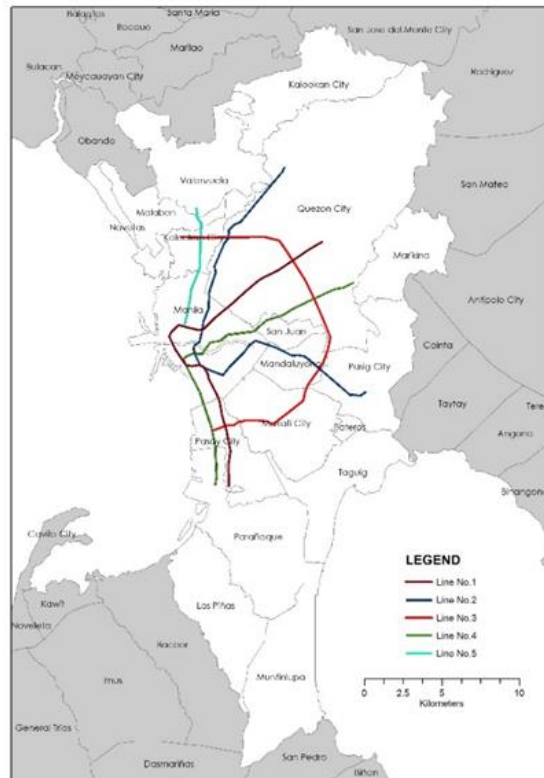 Santa Maria
Bocaue
San Jose del Monte City
Marilao
Bulacan
Meycauayan City
Kalookan City
Rodriguez
Obando
Valenzuela
Quezon City
San Mateo
Malabon
Navotas
Marikina
Manila
Antipolo City
San Juan
Cainta
Mandaluyong
Pasig City
Taytay
Makati City
Pateros
Angono
Pasay City
Taguig
Binangona
Parañaque
Cavite City
LEGEND
Line No.1
Kawit
Line No.2
Las Piñas
Line No.3
Noveleta
Bacoor
Line No.4
Line No.5
Imus
Muntinlupa
0 2.5 5 10
Kilometers
General Trias
San Pedro
Dasmariñas
Biñan